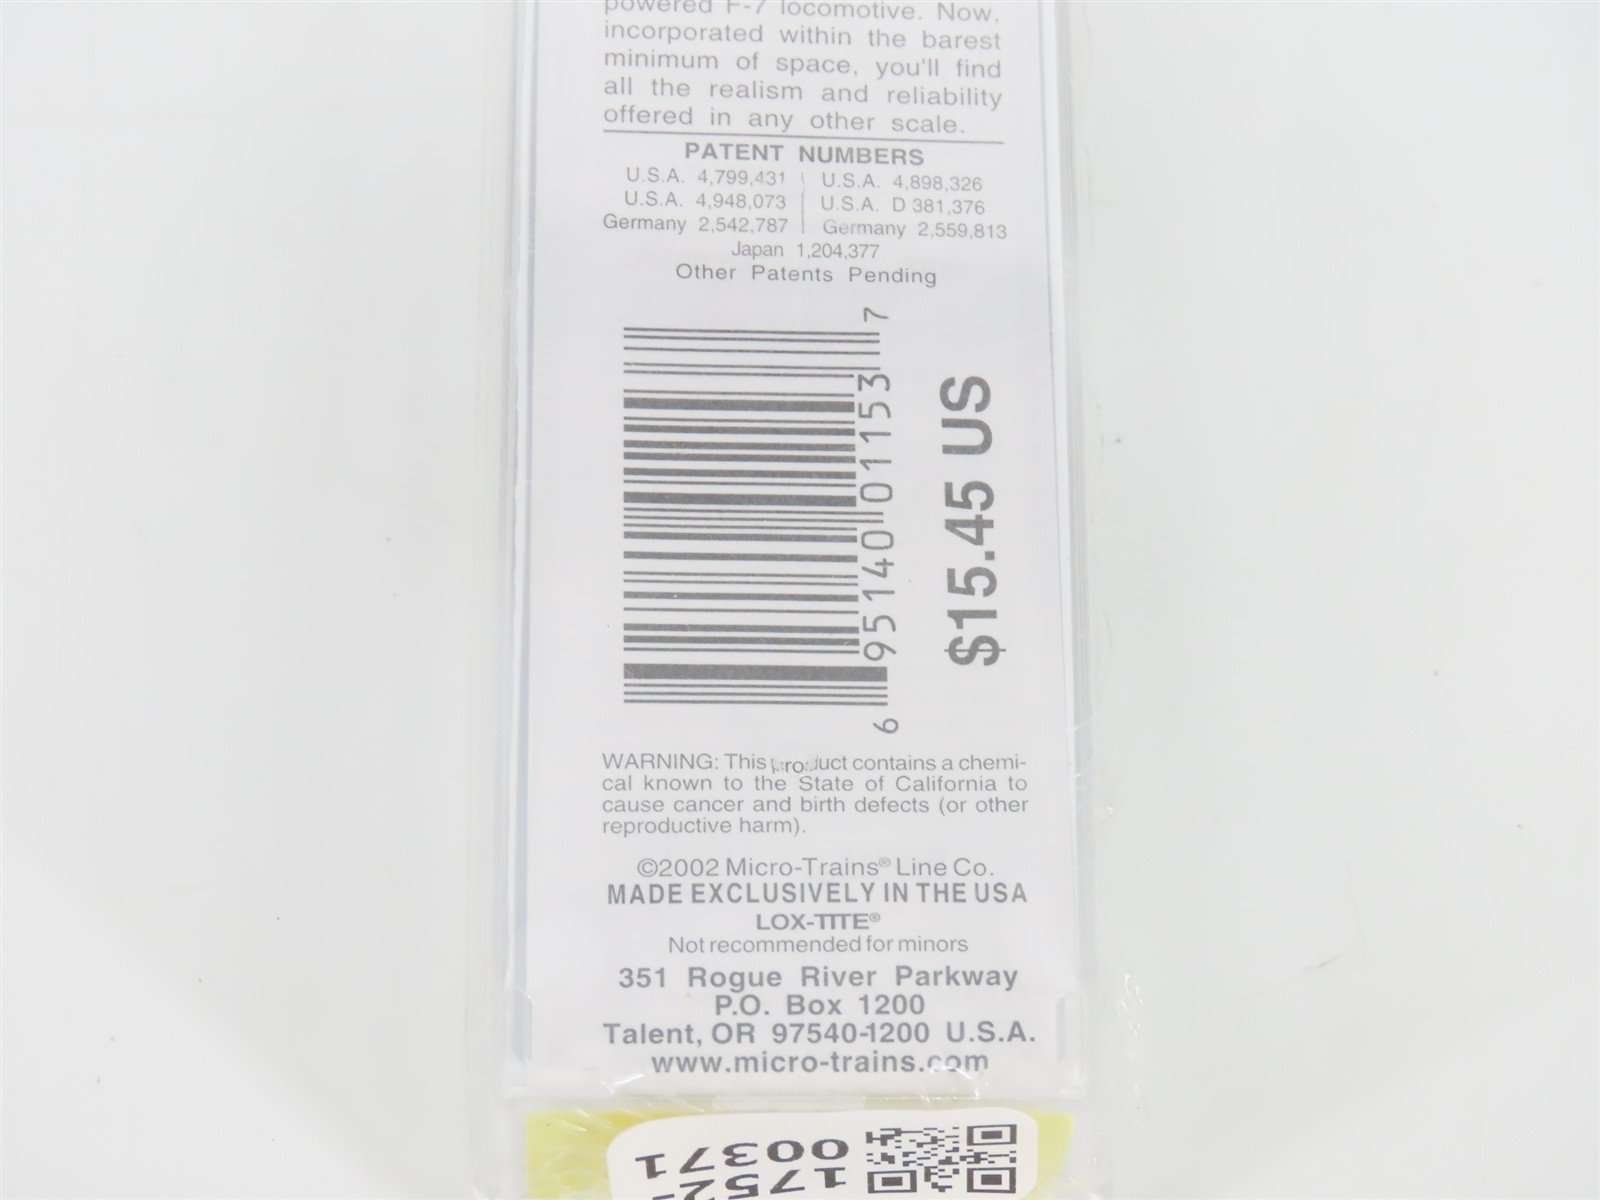 powered F-7 locomotive. Now,
incorporated within the barest
minimum of space, you'll find
all the realism and reliability
offered in any other scale.
PATENT NUMBERS
U.S.A. 4,799,431 | U.S.A. 4,898,326
U.S.A. 4,948,073 | U.S.A. D 381,376
Germany 2,542,787 | Germany 2,559,813
Japan 1,204,377
Other Patents Pending
6 95140 01153 7
$15.45 US
WARNING: This product contains a chemi-
cal known to the State of California to
cause cancer and birth defects (or other
reproductive harm).
©2002 Micro-Trains® Line Co.
MADE EXCLUSIVELY IN THE USA
LOX-TITE®
Not recommended for minors
351 Rogue River Parkway
P.O. Box 1200
Talent, OR 97540-1200 U.S.A.
www.micro-trains.com
1752-
00371